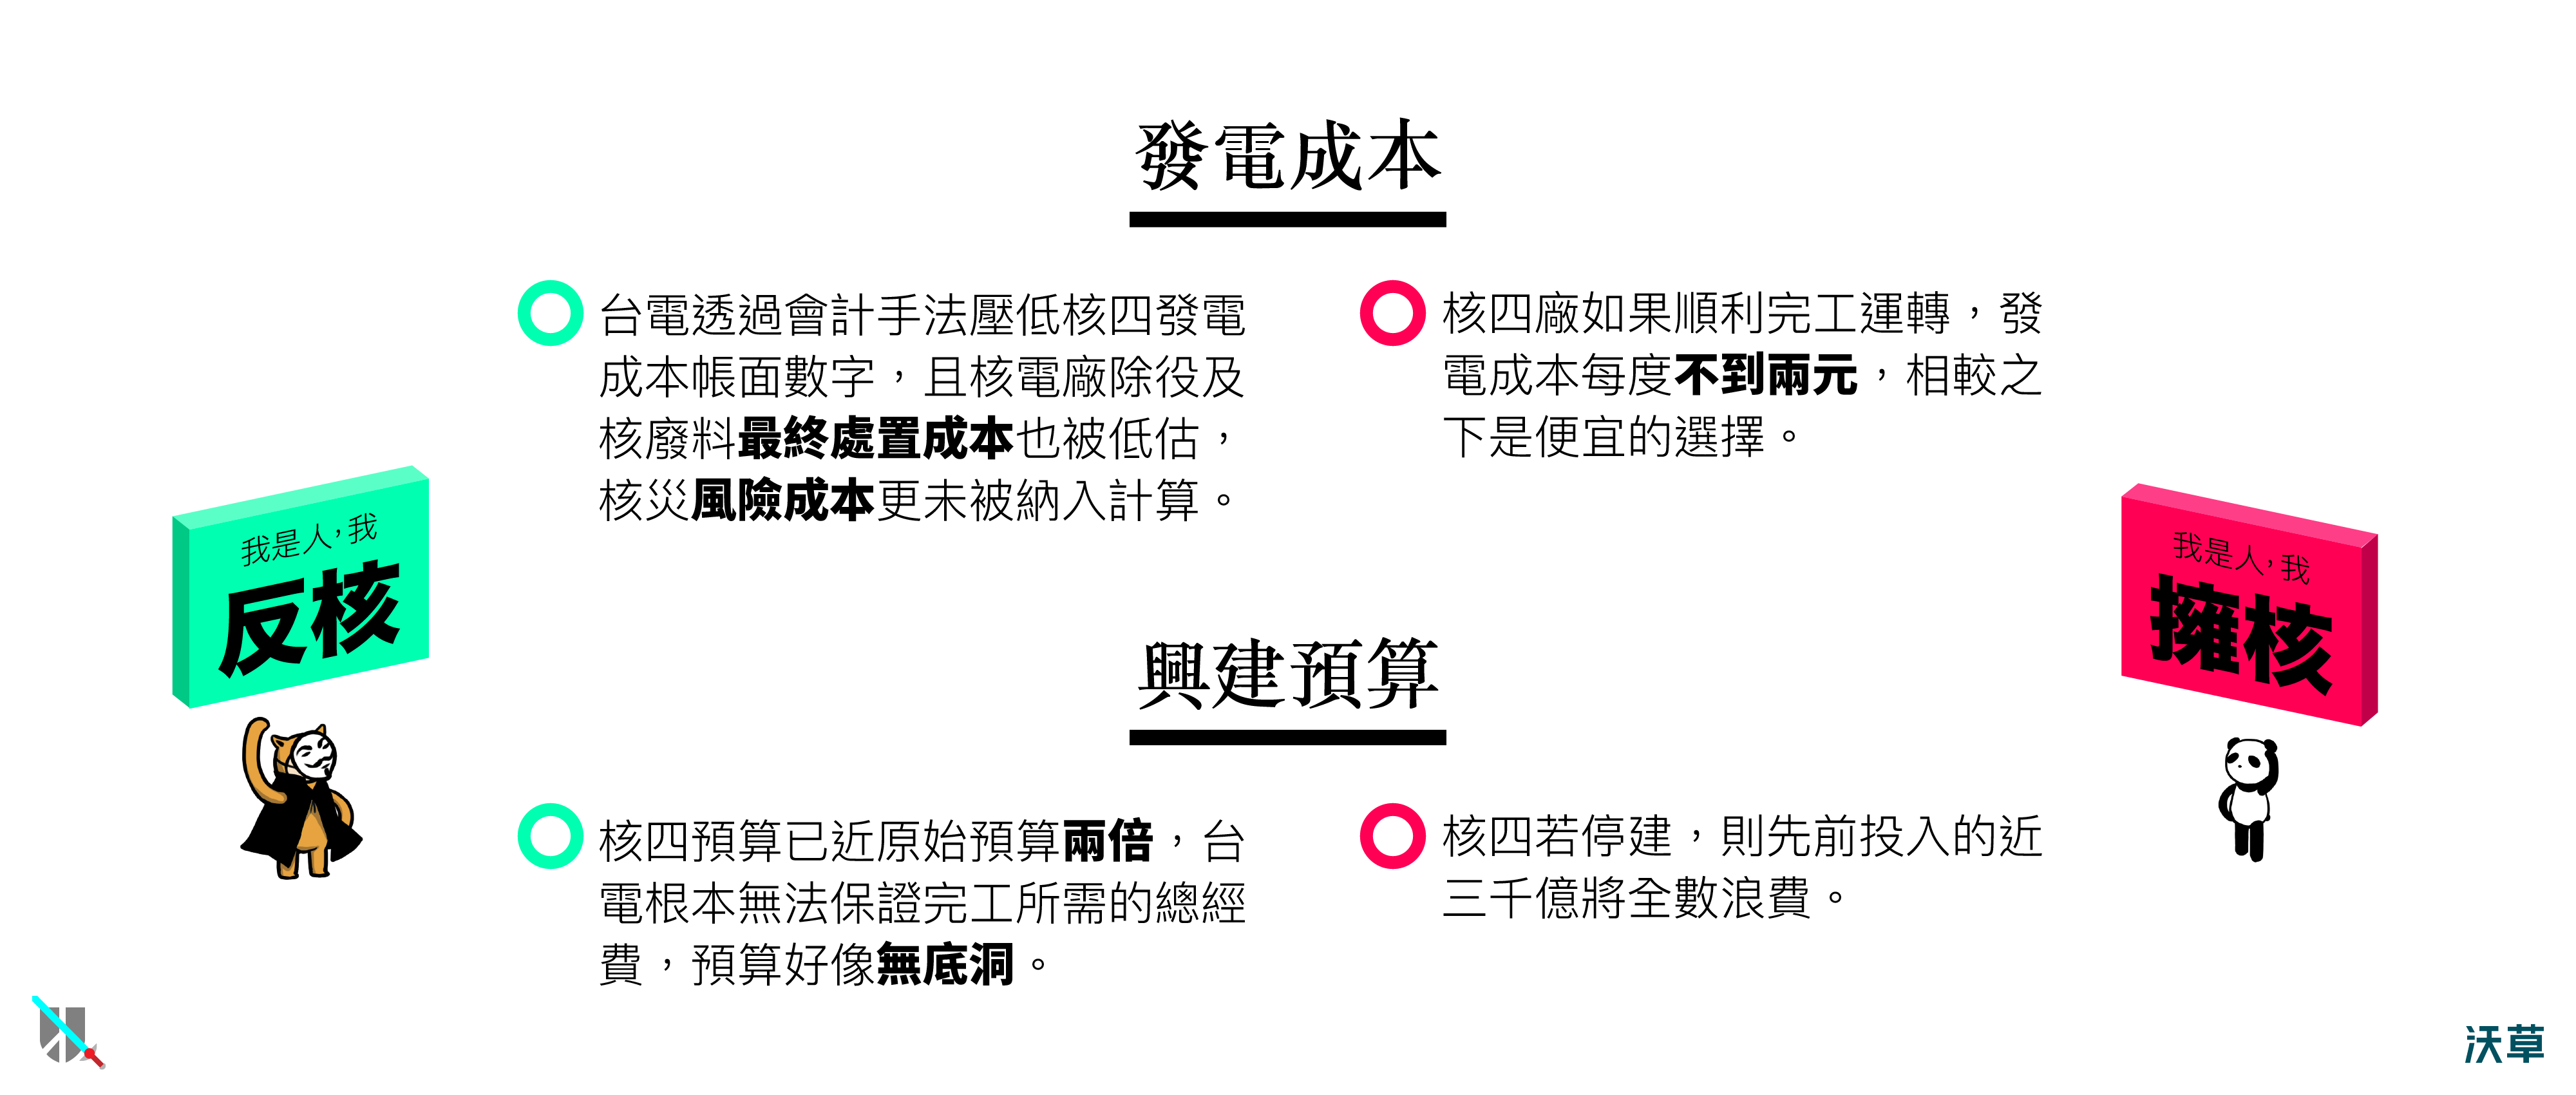 發電成本
台電透過會計手法壓低核四發電
成本帳面數字，且核電廠除役及
核廢料最終處置成本也被低估，
核災風險成本更未被納入計算。
核四廠如果順利完工運轉，發
電成本每度不到兩元，相較之
下是便宜的選擇。
我是人，我
反核
我是人，我
擁核
興建預算
核四預算已近原始預算兩倍，台
電根本無法保證完工所需的總經
費，預算好像無底洞。
核四若停建，則先前投入的近
三千億將全數浪費。
沃草